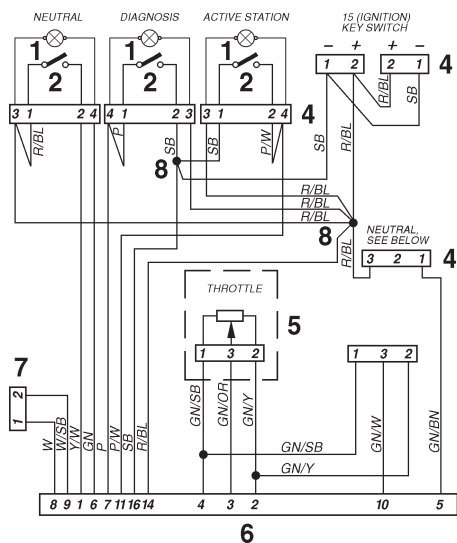 NEUTRAL DIAGNOSIS ACTIVE STATION 15 (IGNITION)
KEY SWITCH
1 1 1 − + + −
2 2 2 1 2 2 1 4
3 1 2 4 4 1 2 3 3 1 2 4 4
R/BL P SB SB P/W SB R/BL R/BL SB
8
R/BL
R/BL
R/BL
8
R/BL
NEUTRAL,
SEE BELOW
3 2 1 4
THROTTLE
5
1 3 2 1 3 2
7
2
1
W W/SB Y/W GN P P/W SB R/BL GN/SB GN/OR GN/Y GN/W GN/BN
GN/SB
GN/Y
8 9 1 6 7 11 16 14 4 3 2 10 5
6